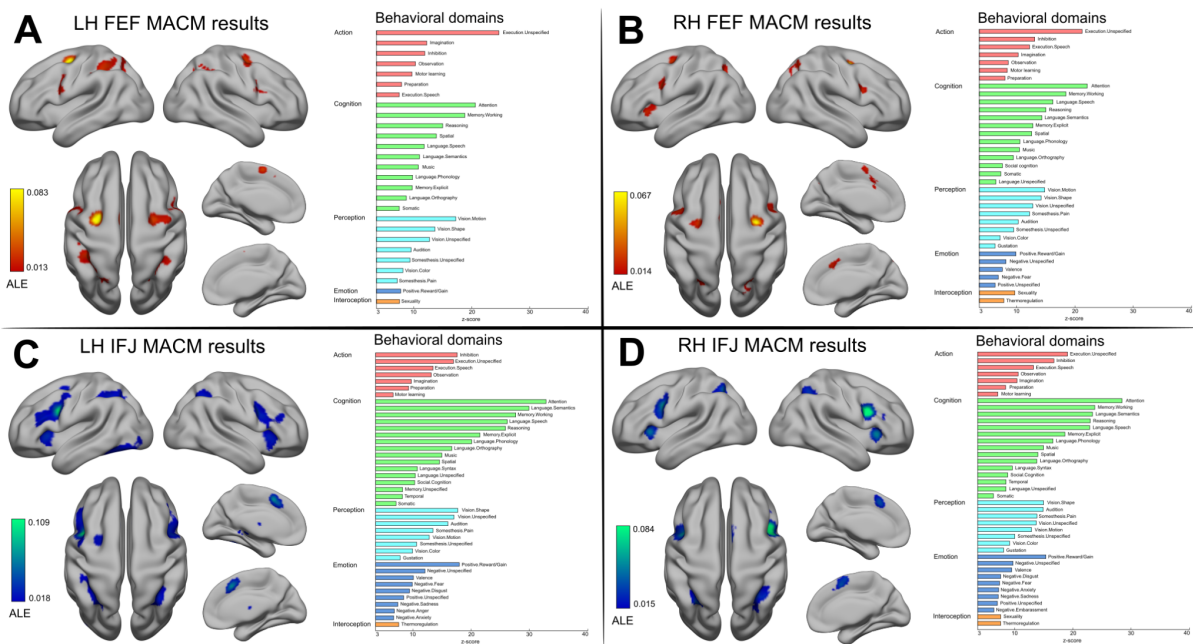 A
LH FEF MACM results
0.083
0.013
ALE
Behavioral domains
Action
Execution.Unspecified
Imagination
Inhibition
Observation
Motor learning
Preparation
Execution.Speech
Cognition
Attention
Memory.Working
Reasoning
Spatial
Language.Speech
Language.Semantics
Music
Language.Phonology
Memory.Explicit
Language.Orthography
Somatic
Perception
Vision.Motion
Vision.Shape
Vision.Unspecified
Audition
Somesthesis.Unspecified
Vision.Color
Somesthesis.Pain
Emotion
Positive.Reward/Gain
Interoception
Sexuality
3 10 20 30 40
z-score
B
RH FEF MACM results
0.067
0.014
ALE
Behavioral domains
Action
Execution.Unspecified
Inhibition
Execution.Speech
Imagination
Observation
Motor learning
Preparation
Cognition
Attention
Memory.Working
Language.Speech
Reasoning
Language.Semantics
Memory.Explicit
Spatial
Language.Phonology
Music
Language.Orthography
Social cognition
Somatic
Language.Unspecified
Perception
Vision.Motion
Vision.Shape
Vision.Unspecified
Somesthesis.Pain
Audition
Somesthesis.Unspecified
Vision.Color
Gustation
Emotion
Positive.Reward/Gain
Negative.Unspecified
Valence
Negative.Fear
Positive.Unspecified
Interoception
Sexuality
Thermoregulation
3 10 20 30 40
z-score
C
LH IFJ MACM results
0.109
0.018
ALE
Behavioral domains
Action
Inhibition
Execution.Unspecified
Execution.Speech
Observation
Imagination
Preparation
Motor learning
Cognition
Attention
Language.Semantics
Memory.Working
Language.Speech
Reasoning
Memory.Explicit
Language.Phonology
Language.Orthography
Music
Spatial
Language.Syntax
Language.Unspecified
Social.Cognition
Memory.Unspecified
Temporal
Somatic
Perception
Vision.Shape
Vision.Unspecified
Audition
Somesthesis.Pain
Vision.Motion
Somesthesis.Unspecified
Vision.Color
Gustation
Emotion
Positive.Reward/Gain
Negative.Unspecified
Valence
Negative.Fear
Negative.Disgust
Positive.Unspecified
Negative.Sadness
Negative.Anger
Negative.Anxiety
Interoception
Thermoregulation
3 10 20 30 40
z-score
D
RH IFJ MACM results
0.084
0.015
ALE
Behavioral domains
Action
Execution.Unspecified
Inhibition
Execution.Speech
Observation
Imagination
Preparation
Motor learning
Cognition
Attention
Memory.Working
Reasoning
Language.Speech
Language.Semantics
Memory.Explicit
Language.Phonology
Music
Spatial
Language.Orthography
Language.Syntax
Social.Cognition
Temporal
Language.Unspecified
Somatic
Perception
Vision.Shape
Audition
Somesthesis.Pain
Vision.Unspecified
Vision.Motion
Somesthesis.Unspecified
Vision.Color
Gustation
Emotion
Positive.Reward/Gain
Negative.Unspecified
Valence
Negative.Disgust
Negative.Fear
Negative.Anxiety
Negative.Sadness
Positive.Unspecified
Negative.Embarassment
Interoception
Sexuality
Thermoregulation
3 10 20 30 40
z-score